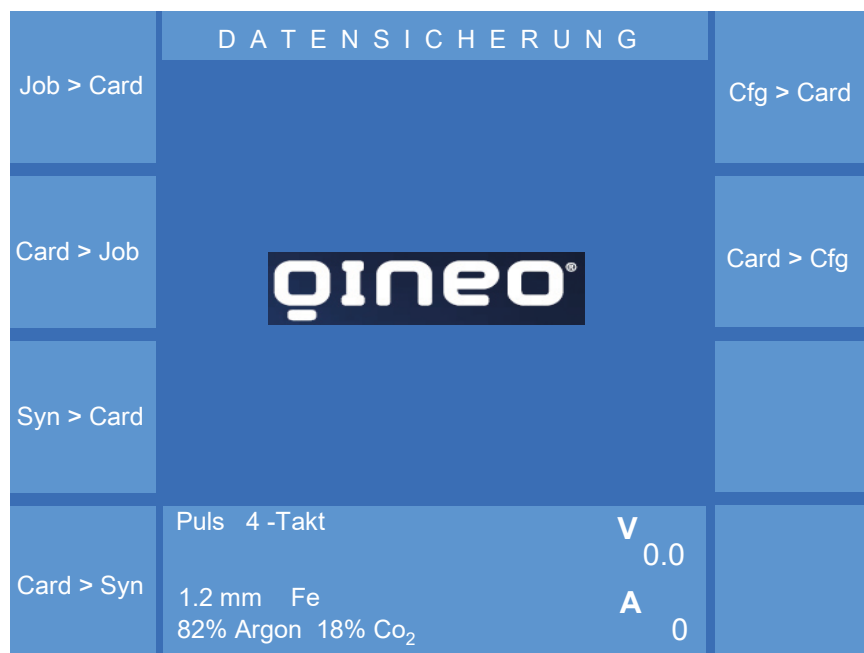 DATENSICHERUNG
Job > Card
Cfg > Card
Card > Job
Card > Cfg
QINEO®
Syn > Card
Card > Syn
Puls 4 -Takt
V
0.0
1.2 mm Fe
A
82% Argon 18% Co₂
0